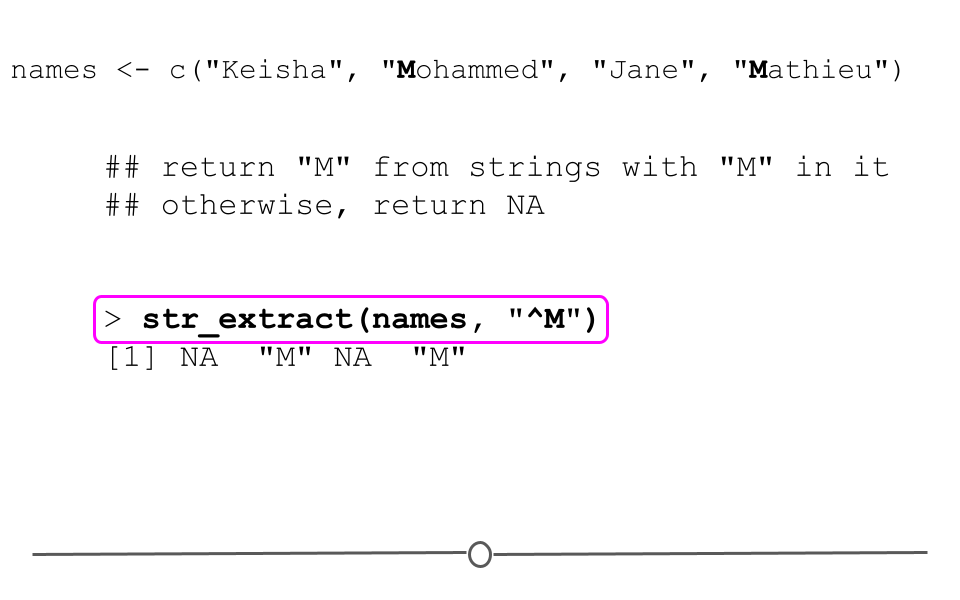 names <- c("Keisha", "Mohammed", "Jane", "Mathieu")
## return "M" from strings with "M" in it
## otherwise, return NA
> str_extract(names, "^M")
[1] NA  "M" NA  "M"